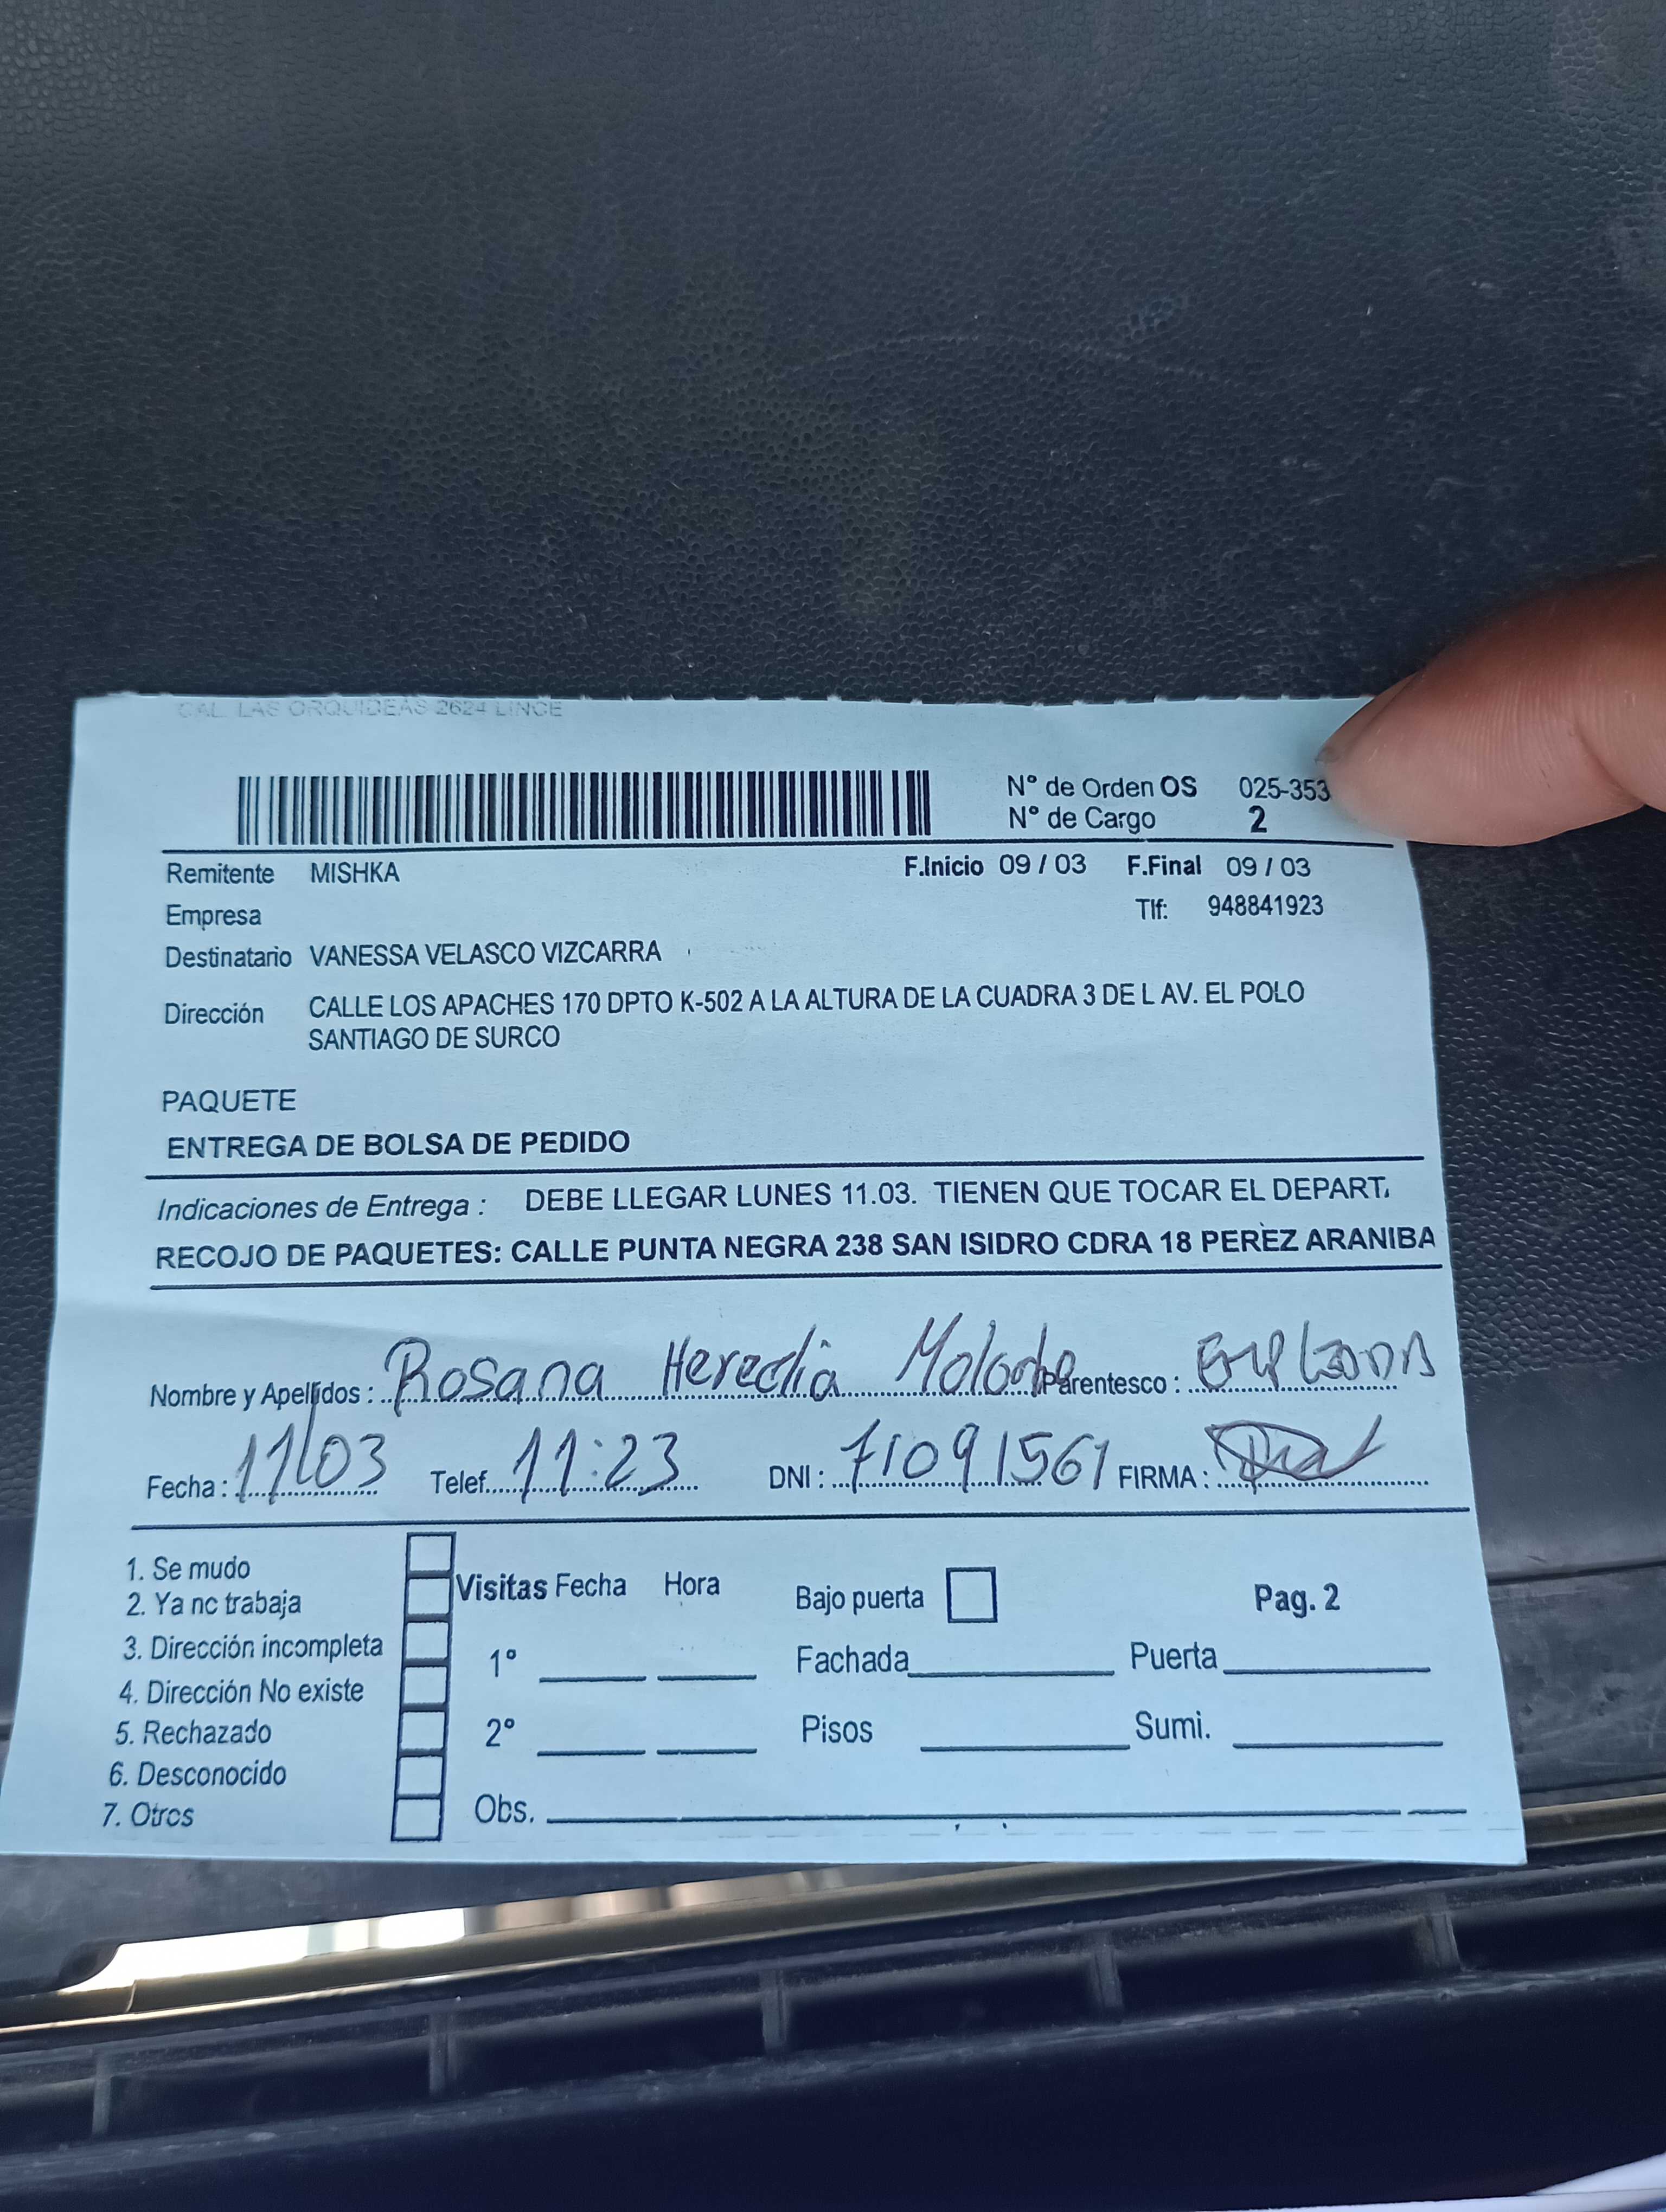 CAL. LAS ORQUIDEAS 2624 LINCE
N° de Orden OS 025-353
N° de Cargo 2
Remitente MISHKA F.Inicio 09 / 03 F.Final 09 / 03
Empresa Tlf: 948841923
Destinatario VANESSA VELASCO VIZCARRA
Dirección CALLE LOS APACHES 170 DPTO K-502 A LA ALTURA DE LA CUADRA 3 DE L AV. EL POLO
SANTIAGO DE SURCO
PAQUETE
ENTREGA DE BOLSA DE PEDIDO
Indicaciones de Entrega : DEBE LLEGAR LUNES 11.03. TIENEN QUE TOCAR EL DEPART.
RECOJO DE PAQUETES: CALLE PUNTA NEGRA 238 SAN ISIDRO CDRA 18 PEREZ ARANIBA
Nombre y Apellidos : Rosana Heredia Parentesco :
Fecha : 11/03 Telef. 11:23 DNI : 71091561 FIRMA :
1. Se mudo
2. Ya nc trabaja
3. Dirección incompleta
4. Dirección No existe
5. Rechazado
6. Desconocido
7. Otros
Visitas Fecha Hora Bajo puerta Pag. 2
1° Fachada Puerta
2° Pisos Sumi.
Obs.